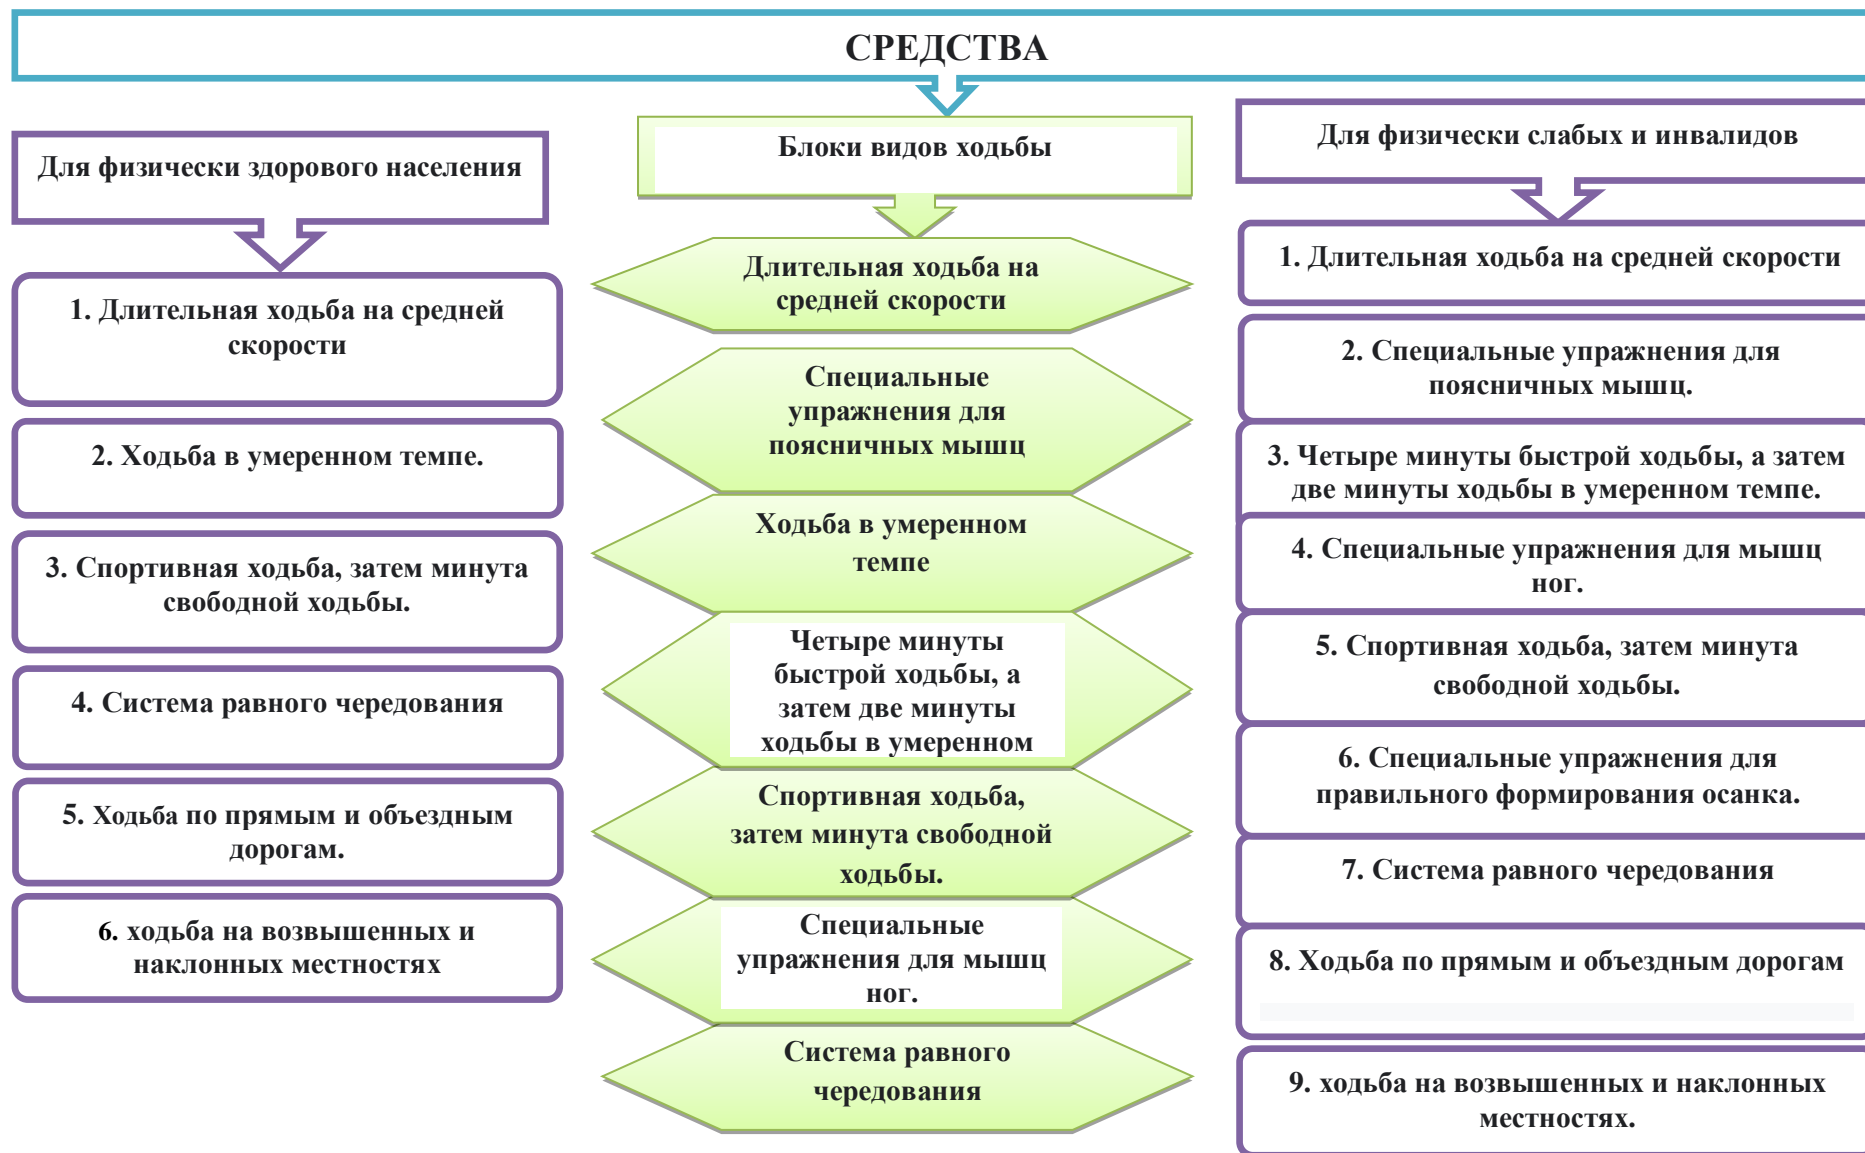 СРЕДСТВА
Для физически здорового населения
1. Длительная ходьба на средней
скорости
2. Ходьба в умеренном темпе.
3. Спортивная ходьба, затем минута
свободной ходьбы.
4. Система равного чередования
5. Ходьба по прямым и объездным
дорогам.
6. ходьба на возвышенных и
наклонных местностях
Блоки видов ходьбы
Длительная ходьба на
средней скорости
Специальные
упражнения для
поясничных мышц
Ходьба в умеренном
темпе
Четыре минуты
быстрой ходьбы, а
затем две минуты
ходьбы в умеренном
Спортивная ходьба,
затем минута свободной
ходьбы.
Специальные
упражнения для мышц
ног.
Система равного
чередования
Для физически слабых и инвалидов
1. Длительная ходьба на средней скорости
2. Специальные упражнения для
поясничных мышц.
3. Четыре минуты быстрой ходьбы, а затем
две минуты ходьбы в умеренном темпе.
4. Специальные упражнения для мышц
ног.
5. Спортивная ходьба, затем минута
свободной ходьбы.
6. Специальные упражнения для
правильного формирования осанка.
7. Система равного чередования
8. Ходьба по прямым и объездным дорогам
9. ходьба на возвышенных и наклонных
местностях.